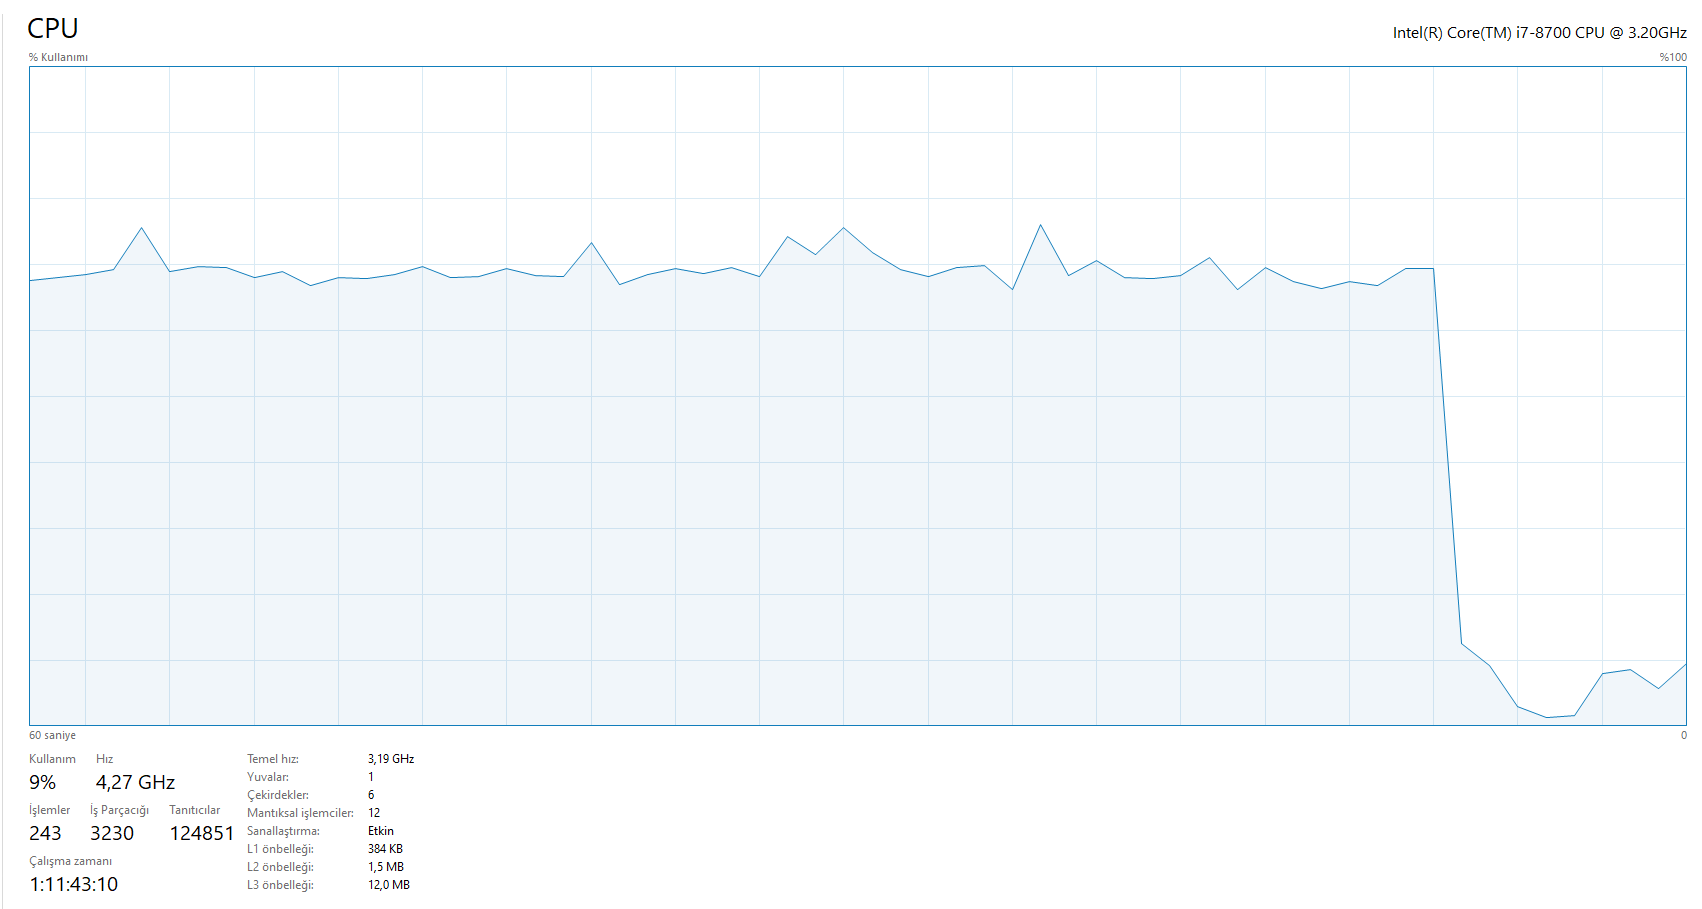 CPU
Intel(R) Core(TM) i7-8700 CPU @ 3.20GHz
% Kullanımı
%100
60 saniye
0
Kullanım
Hız
9%
4,27 GHz
İşlemler
İş Parçacığı
Tanıtıcılar
243
3230
124851
Çalışma zamanı
1:11:43:10
Temel hız:
3,19 GHz
Yuvalar:
1
Çekirdekler:
6
Mantıksal işlemciler:
12
Sanallaştırma:
Etkin
L1 önbelleği:
384 KB
L2 önbelleği:
1,5 MB
L3 önbelleği:
12,0 MB